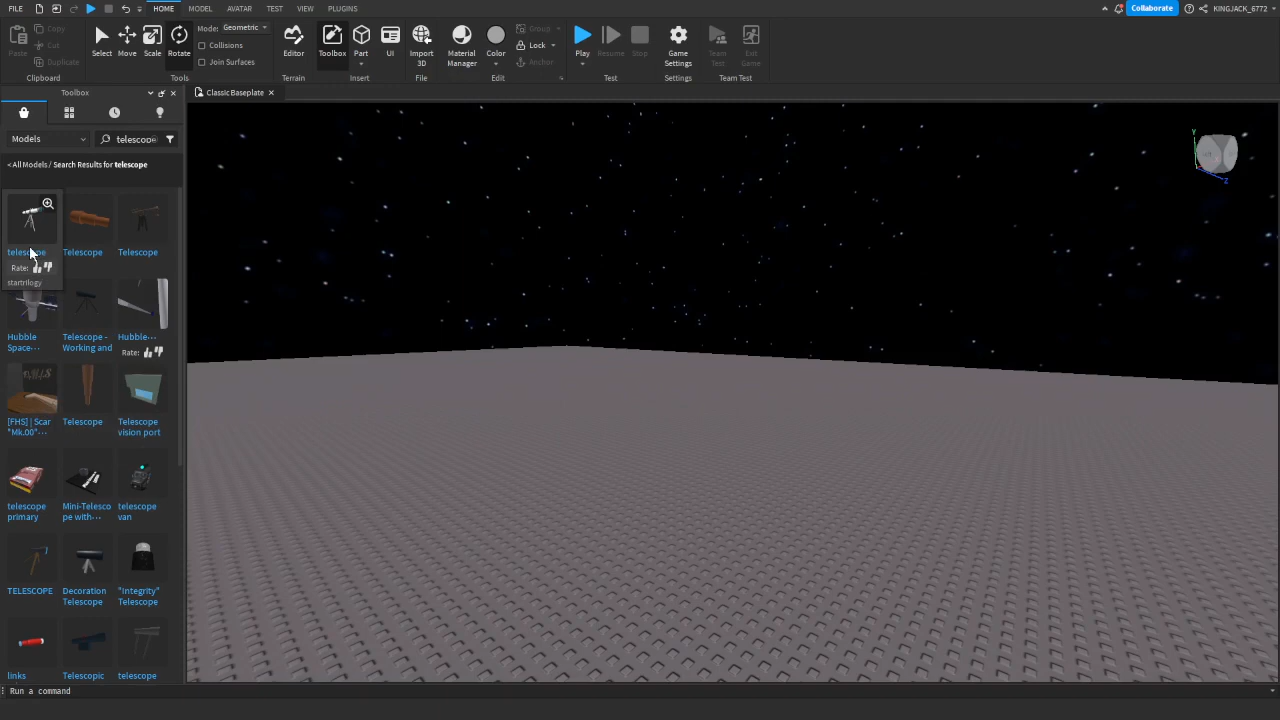 FILE HOME MODEL AVATAR TEST VIEW PLUGINS Collaborate KINGJACK_6772
Paste Copy Cut Duplicate
Clipboard
Select Move Scale Rotate Mode: Geometric Collisions Join Surfaces
Tools
Editor
Terrain
Toolbox Part UI
Insert
Import 3D
File
Material Manager Color Group Lock Anchor
Edit
Play Resume Stop
Test
Game Settings
Settings
Team Test Exit Game
Team Test
Toolbox
ClassicBaseplate
Models telescope
< All Models / Search Results for telescope
telescope Telescope Telescope
Rate:
startrilogy
Hubble Space... Telescope - Working and Hubble...
Rate:
[FHS] | Scar "Mk.00"... Telescope Telescope vision port
telescope primary Mini-Telesco pe with... telescope van
TELESCOPE Decoration Telescope "Integrity" Telescope
links Telescopic telescope
Run a command
Y
Z